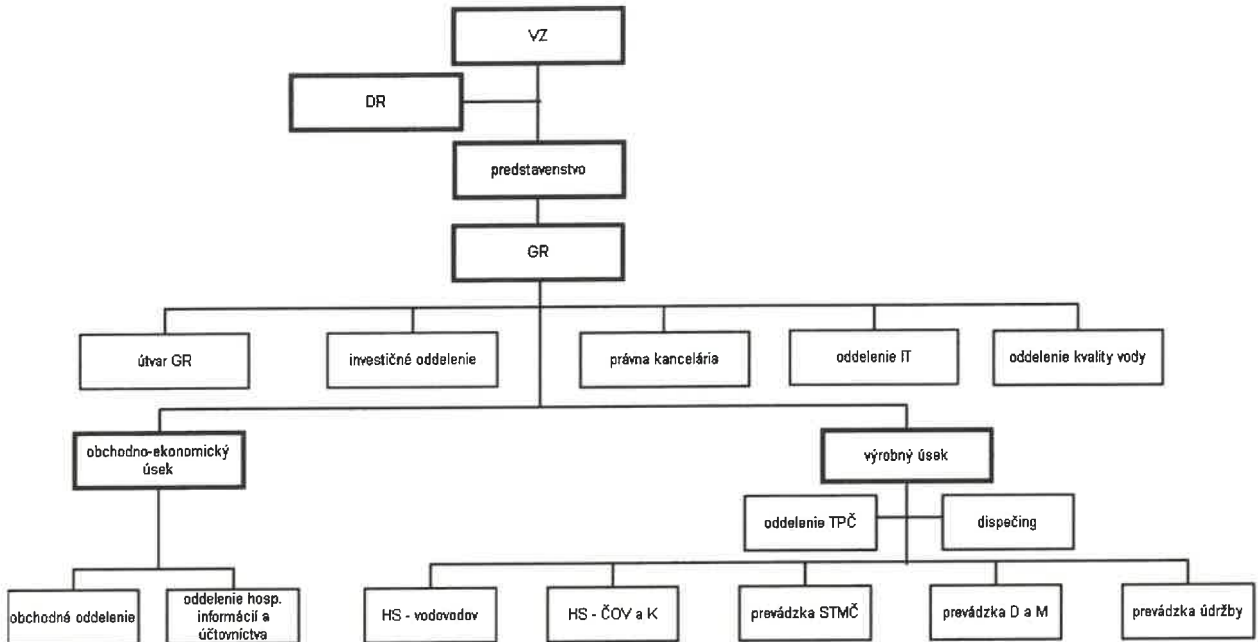 VZ
DR
predstavenstvo
GR
útvar GR
investičné oddelenie
právna kancelária
oddelenie IT
oddelenie kvality vody
obchodno-ekonomický
úsek
výrobný úsek
oddelenie TPČ
dispečing
obchodné oddelenie
oddelenie hosp.
informácií a
účtovníctva
HS - vodovodov
HS - ČOV a K
prevádzka STMČ
prevádzka D a M
prevádzka údržby